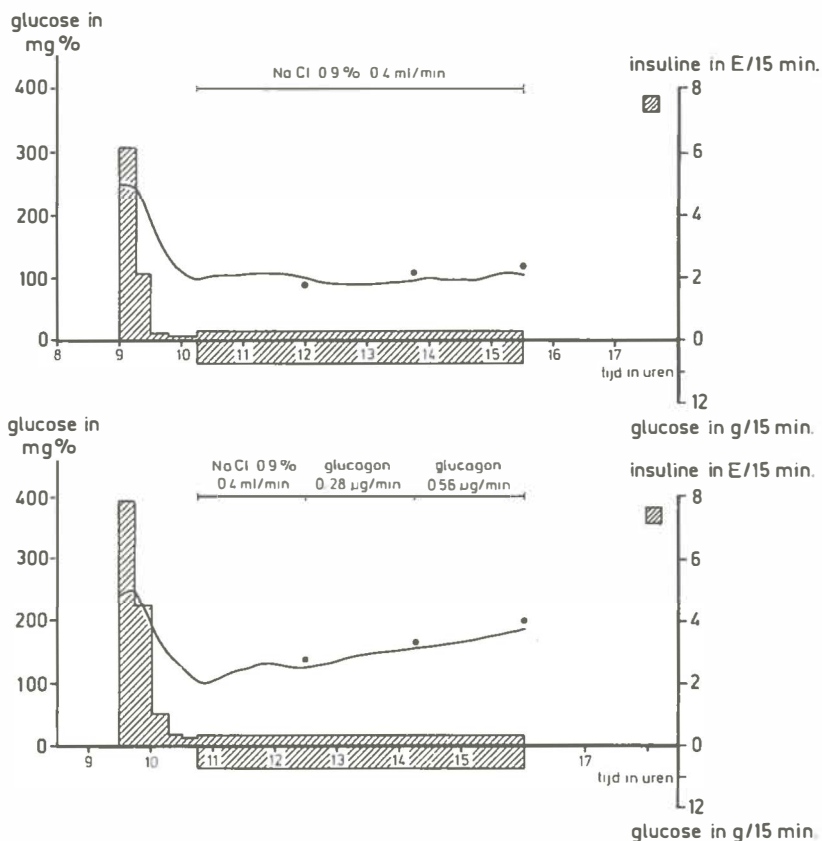 glucose in
mg%
NaCl 0.9% 0.4 ml/min
insuline in E/15 min.
400
300
200
100
0
8
6
4
2
0
12
8 9 10 11 12 13 14 15 16 17
tijd in uren
glucose in g/15 min.
glucose in
mg%
NaCl 0.9%
0.4 ml/min
glucagon
0.28 µg/min
glucagon
0.56 µg/min
insuline in E/15 min.
400
300
200
100
0
8
6
4
2
0
12
9 10 11 12 13 14 15 17
tijd in uren
glucose in g/15 min.